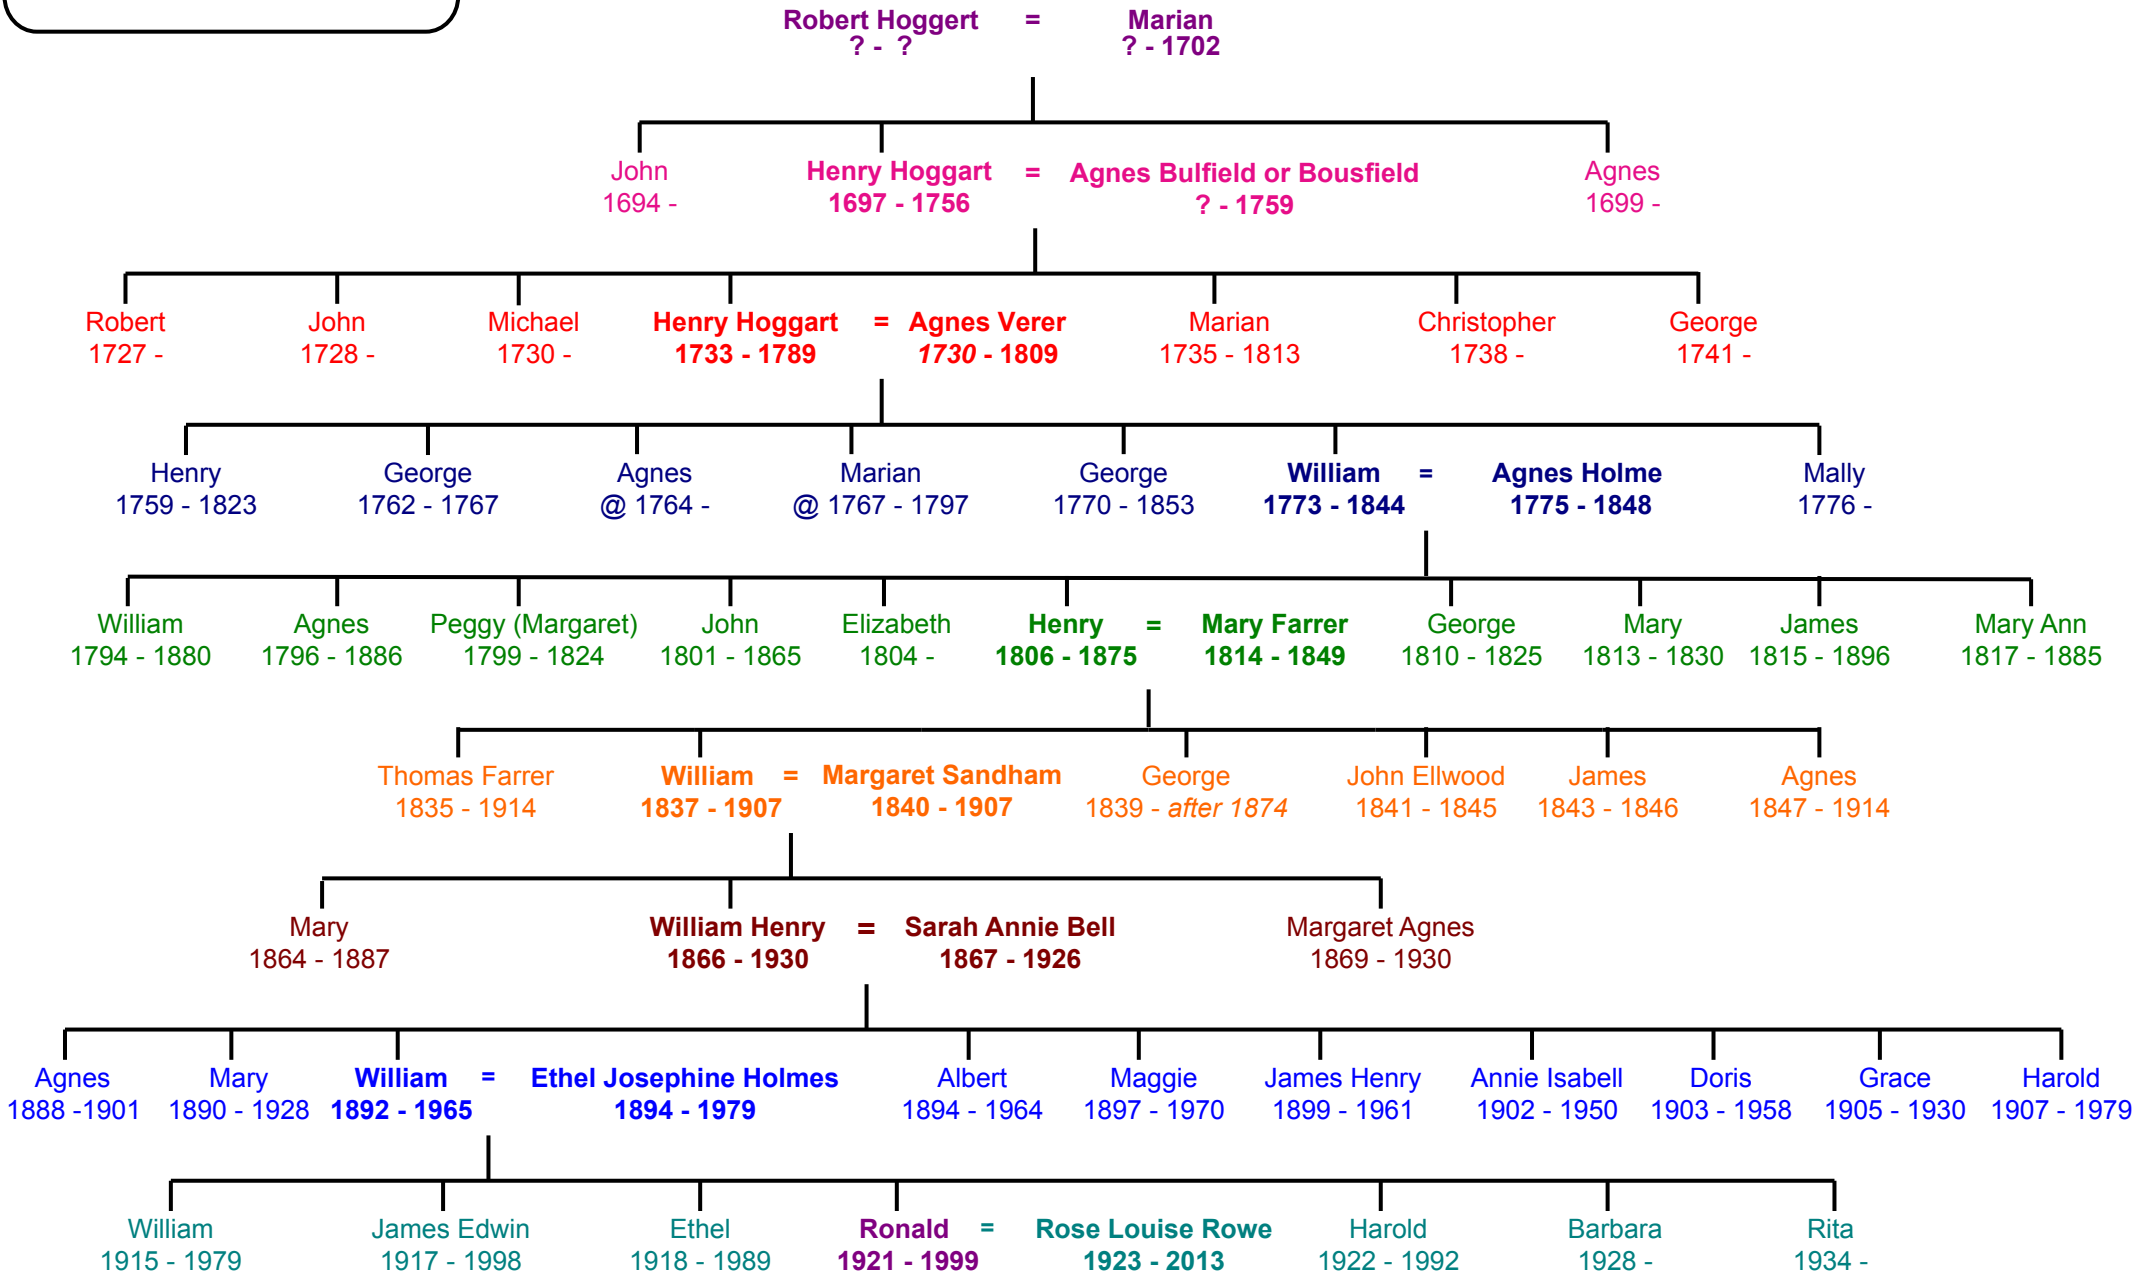 Robert Hoggert = Marian
? - ? ? - 1702
John Henry Hoggart = Agnes Bulfield or Bousfield Agnes
1694 - 1697 - 1756 ? - 1759 1699 -
Robert John Michael Henry Hoggart = Agnes Verer Marian Christopher George
1727 - 1728 - 1730 - 1733 - 1789 1730 - 1809 1735 - 1813 1738 - 1741 -
Henry George Agnes Marian George William = Agnes Holme Mally
1759 - 1823 1762 - 1767 @ 1764 - @ 1767 - 1797 1770 - 1853 1773 - 1844 1775 - 1848 1776 -
William Agnes Peggy (Margaret) John Elizabeth Henry = Mary Farrer George Mary James Mary Ann
1794 - 1880 1796 - 1886 1799 - 1824 1801 - 1865 1804 - 1806 - 1875 1814 - 1849 1810 - 1825 1813 - 1830 1815 - 1896 1817 - 1885
Thomas Farrer William = Margaret Sandham George John Ellwood James Agnes
1835 - 1914 1837 - 1907 1840 - 1907 1839 - after 1874 1841 - 1845 1843 - 1846 1847 - 1914
Mary William Henry = Sarah Annie Bell Margaret Agnes
1864 - 1887 1866 - 1930 1867 - 1926 1869 - 1930
Agnes Mary William = Ethel Josephine Holmes Albert Maggie James Henry Annie Isabell Doris Grace Harold
1888 -1901 1890 - 1928 1892 - 1965 1894 - 1979 1894 - 1964 1897 - 1970 1899 - 1961 1902 - 1950 1903 - 1958 1905 - 1930 1907 - 1979
William James Edwin Ethel Ronald = Rose Louise Rowe Harold Barbara Rita
1915 - 1979 1917 - 1998 1918 - 1989 1921 - 1999 1923 - 2013 1922 - 1992 1928 - 1934 -